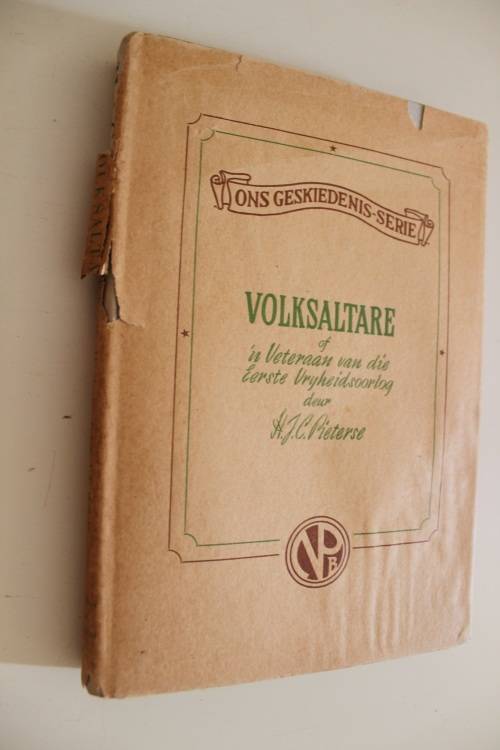 ONS GESKIEDENIS-SERIE
VOLKSALTARE
of
'n Veteraan van die
Eerste Vryheidsoorlog
deur
H.J.C. Pieterse
NPB